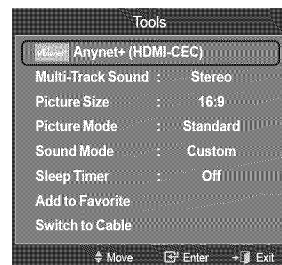 Tools
Anynet+ (HDMI-CEC)
Multi-Track Sound : Stereo
Picture Size : 16:9
Picture Mode : Standard
Sound Mode : Custom
Sleep Timer : Off
Add to Favorite
Switch to Cable
Move Enter Exit